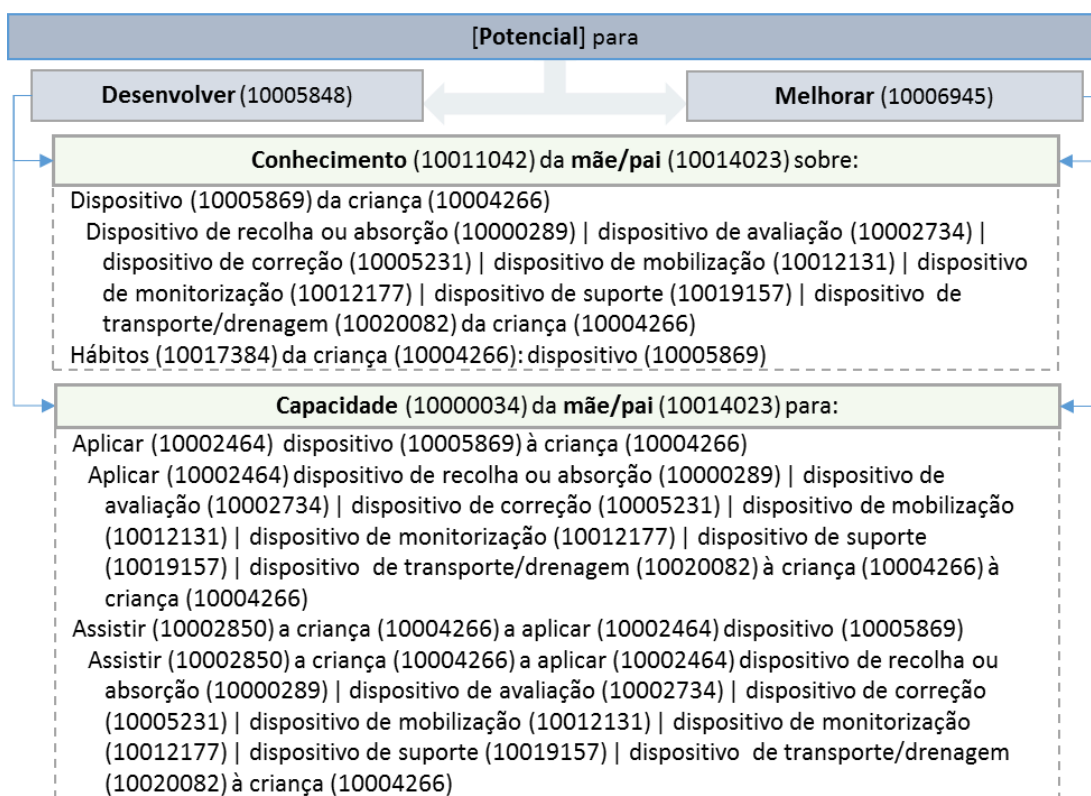 [Potencial] para
Desenvolver (10005848)
Melhorar (10006945)
Conhecimento (10011042) da mãe/pai (10014023) sobre:
Dispositivo (10005869) da criança (10004266)
Dispositivo de recolha ou absorção (10000289) | dispositivo de avaliação (10002734) |
dispositivo de correção (10005231) | dispositivo de mobilização (10012131) | dispositivo
de monitorização (10012177) | dispositivo de suporte (10019157) | dispositivo de
transporte/drenagem (10020082) da criança (10004266)
Hábitos (10017384) da criança (10004266): dispositivo (10005869)
Capacidade (10000034) da mãe/pai (10014023) para:
Aplicar (10002464) dispositivo (10005869) à criança (10004266)
Aplicar (10002464) dispositivo de recolha ou absorção (10000289) | dispositivo de
avaliação (10002734) | dispositivo de correção (10005231) | dispositivo de mobilização
(10012131) | dispositivo de monitorização (10012177) | dispositivo de suporte
(10019157) | dispositivo de transporte/drenagem (10020082) à criança (10004266) à
criança (10004266)
Assistir (10002850) a criança (10004266) a aplicar (10002464) dispositivo (10005869)
Assistir (10002850) a criança (10004266) a aplicar (10002464) dispositivo de recolha ou
absorção (10000289) | dispositivo de avaliação (10002734) | dispositivo de correção
(10005231) | dispositivo de mobilização (10012131) | dispositivo de monitorização
(10012177) | dispositivo de suporte (10019157) | dispositivo de transporte/drenagem
(10020082) à criança (10004266)